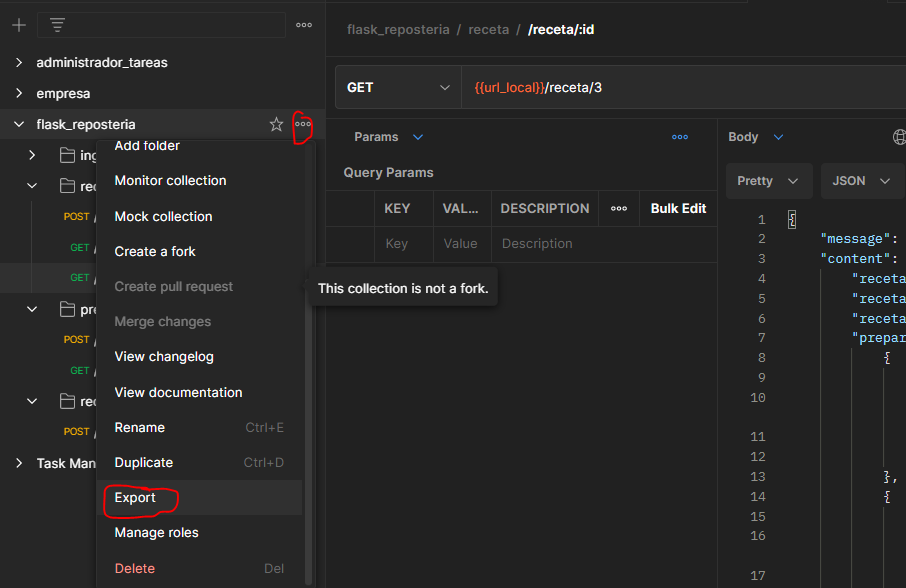 flask_reposteria / receta / /receta/:id
administrador_tareas
empresa
GET
{{url_local}}/receta/3
flask_reposteria
Params
Body
Add folder
ing
Query Params
Monitor collection
Pretty
JSON
rec
KEY
VAL...
DESCRIPTION
Bulk Edit
POST /
Mock collection
Key
Value
Description
GET /
Create a fork
GET /
Create pull request
This collection is not a fork.
pre
Merge changes
POST /
View changelog
GET /
View documentation
rec
Rename Ctrl+E
POST /
Duplicate Ctrl+D
Task Man
Export
Manage roles
Delete Del
1 {
2 "message":
3 "content":
4 "receta
5 "receta
6 "receta
7 "prepar
8 {
9
10
11
12
13 },
14 {
15
16
17